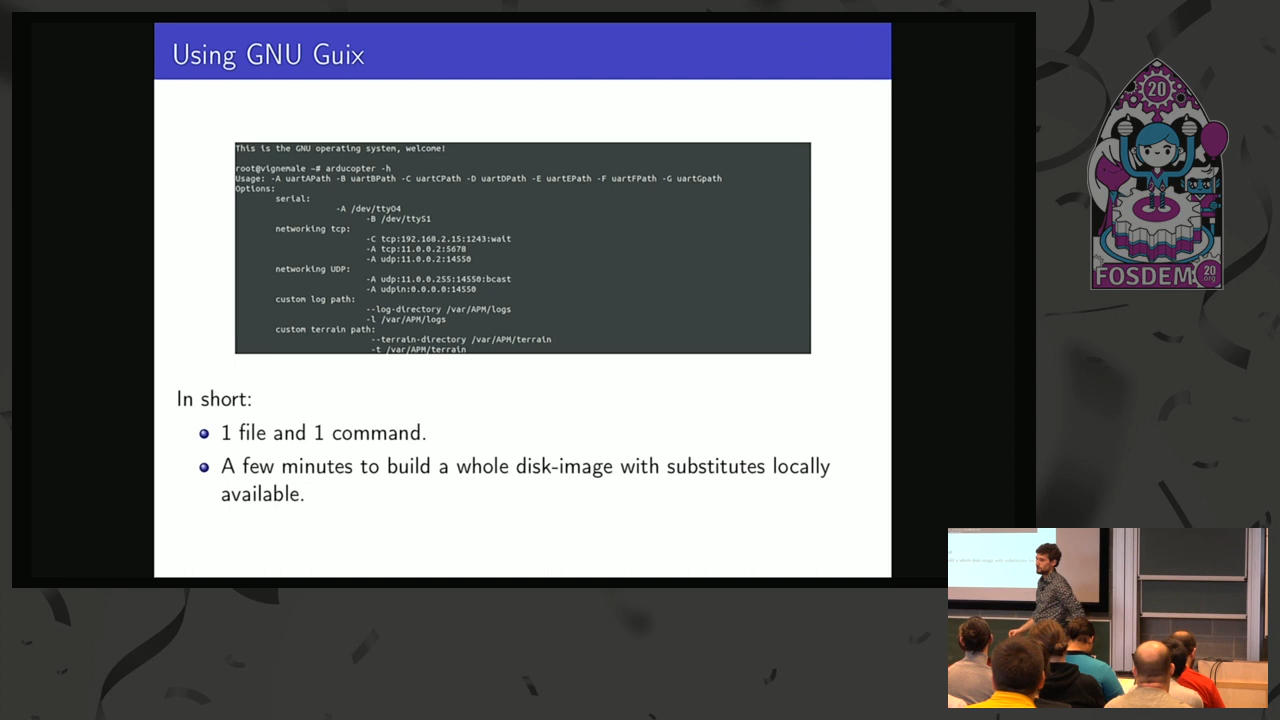 Using GNU Guix
This is the GNU operating system, welcome!
root@vignemale ~# arducopter -h
Usage: -A uartAPath -B uartBPath -C uartCPath -D uartDPath -E uartEPath -F uartFPath -G uartGpath
Options:
serial:
-A /dev/ttyO4
-B /dev/ttyS1
networking tcp:
-C tcp:192.168.2.15:1243:wait
-A tcp:11.0.0.2:5678
-A udp:11.0.0.2:14550
networking UDP:
-A udp:11.0.0.255:14550:bcast
-A udpin:0.0.0.0:14550
custom log path:
--log-directory /var/APM/logs
-l /var/APM/logs
custom terrain path:
--terrain-directory /var/APM/terrain
-t /var/APM/terrain
In short:
1 file and 1 command.
A few minutes to build a whole disk-image with substitutes locally
available.
20
FOSDEM
20
.org